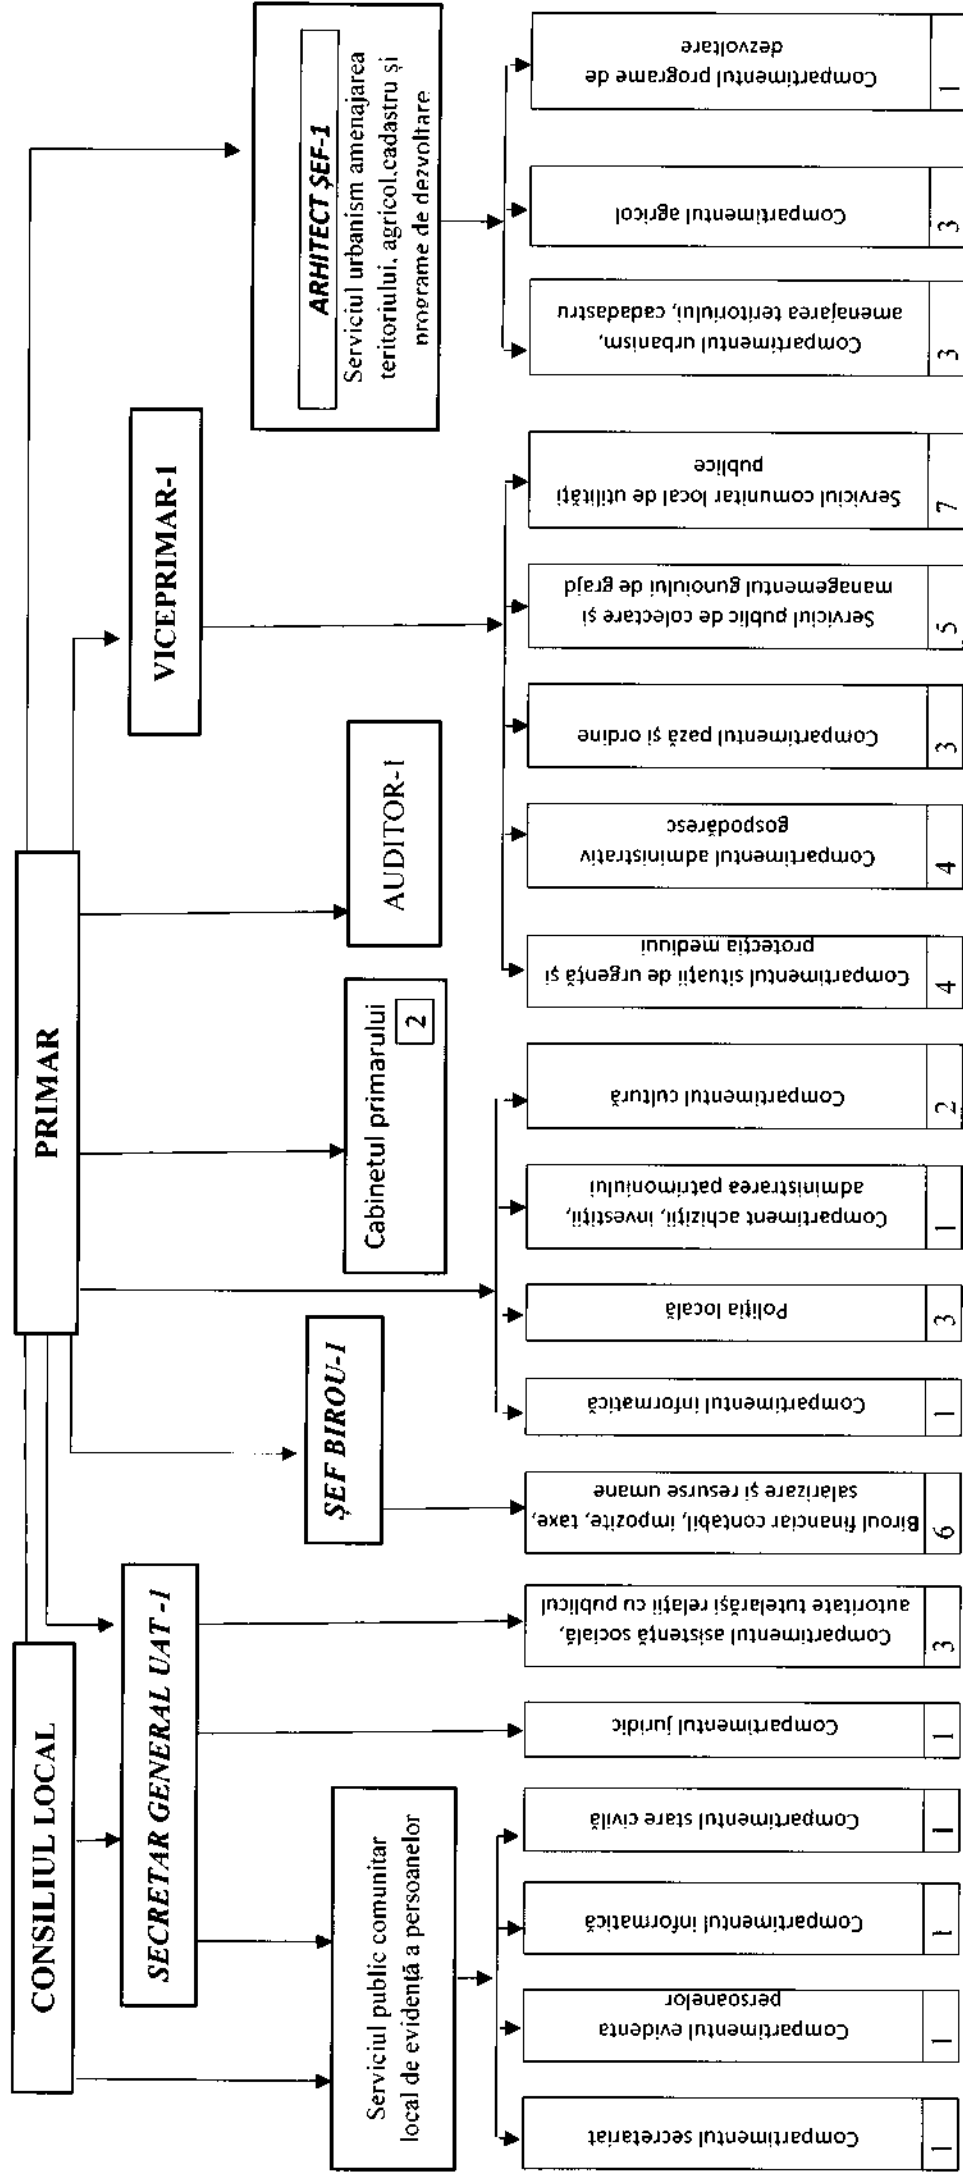 CONSILIUL LOCAL
PRIMAR
SECRETAR GENERAL UAT -1
VICEPRIMAR-1
ŞEF BIROU-1
Cabinetul primarului
2
AUDITOR-1
ARHITECT ŞEF-1
Serviciul urbanism amenajarea
teritoriului, agricol,cadastru și
programe de dezvoltare
Serviciul public comunitar
local de evidență a persoanelor
Compartimentul secretariat
1
Compartimentul evidenta
persoanelor
1
Compartimentul informatică
1
Compartimentul stare civilă
1
Compartimentul juridic
1
Compartimentul asistență socială,
autoritate tutelarăși relații cu publicul
3
Biroul financiar contabil, impozite, taxe,
salarizare și resurse umane
6
Compartimentul informatică
1
Poliția locală
3
Compartiment achiziții, investiții,
administrarea patrimoniului
1
Compartimentul cultură
2
Compartimentul situații de urgență și
protecția mediuui
4
Compartimentul administrativ
gospodăresc
4
Compartimentul pază și ordine
3
Serviciul public de colectare și
managementul gunoiului de grajd
5
Serviciul comunitar local de utilități
publice
7
Compartimentul urbanism,
amenajarea teritoriului, cadadastru
3
Compartimentul agricol
3
Compartimentul programe de
dezvoltare
1